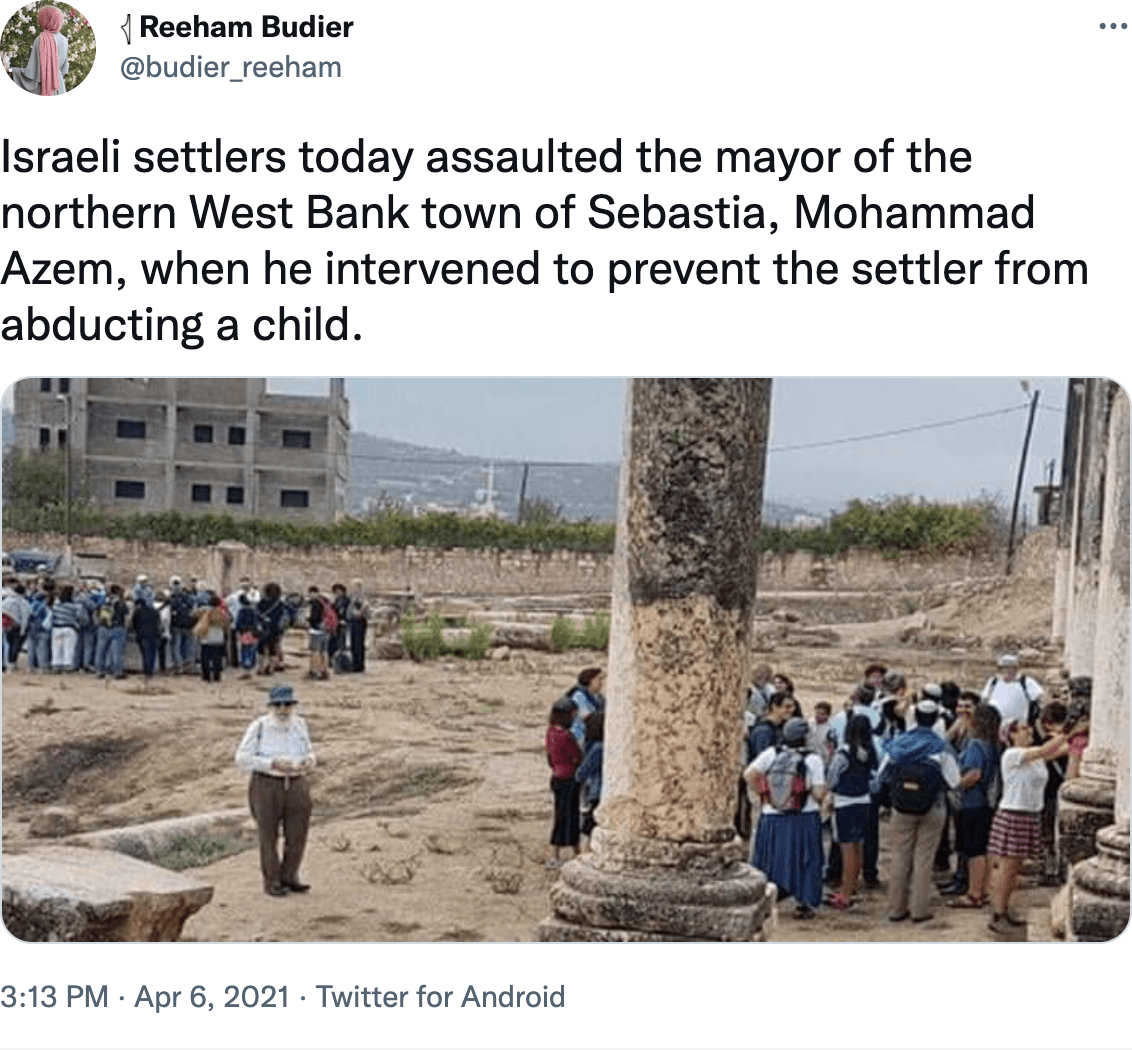 Reeham Budier
@budier_reeham
Israeli settlers today assaulted the mayor of the
northern West Bank town of Sebastia, Mohammad
Azem, when he intervened to prevent the settler from
abducting a child.
3:13 PM · Apr 6, 2021 · Twitter for Android